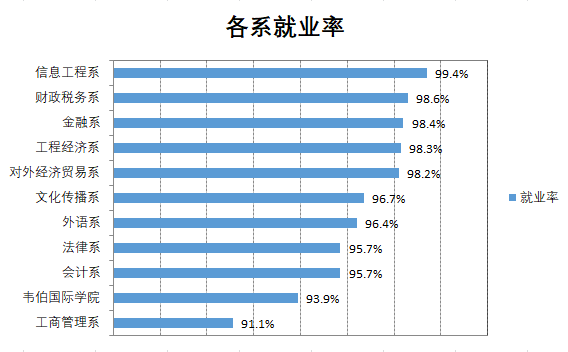 各系就业率
信息工程系 99.4%
财政税务系 98.6%
金融系 98.4%
工程经济系 98.3%
对外经济贸易系 98.2%
文化传播系 96.7%
外语系 96.4%
法律系 95.7%
会计系 95.7%
韦伯国际学院 93.9%
工商管理系 91.1%
就业率